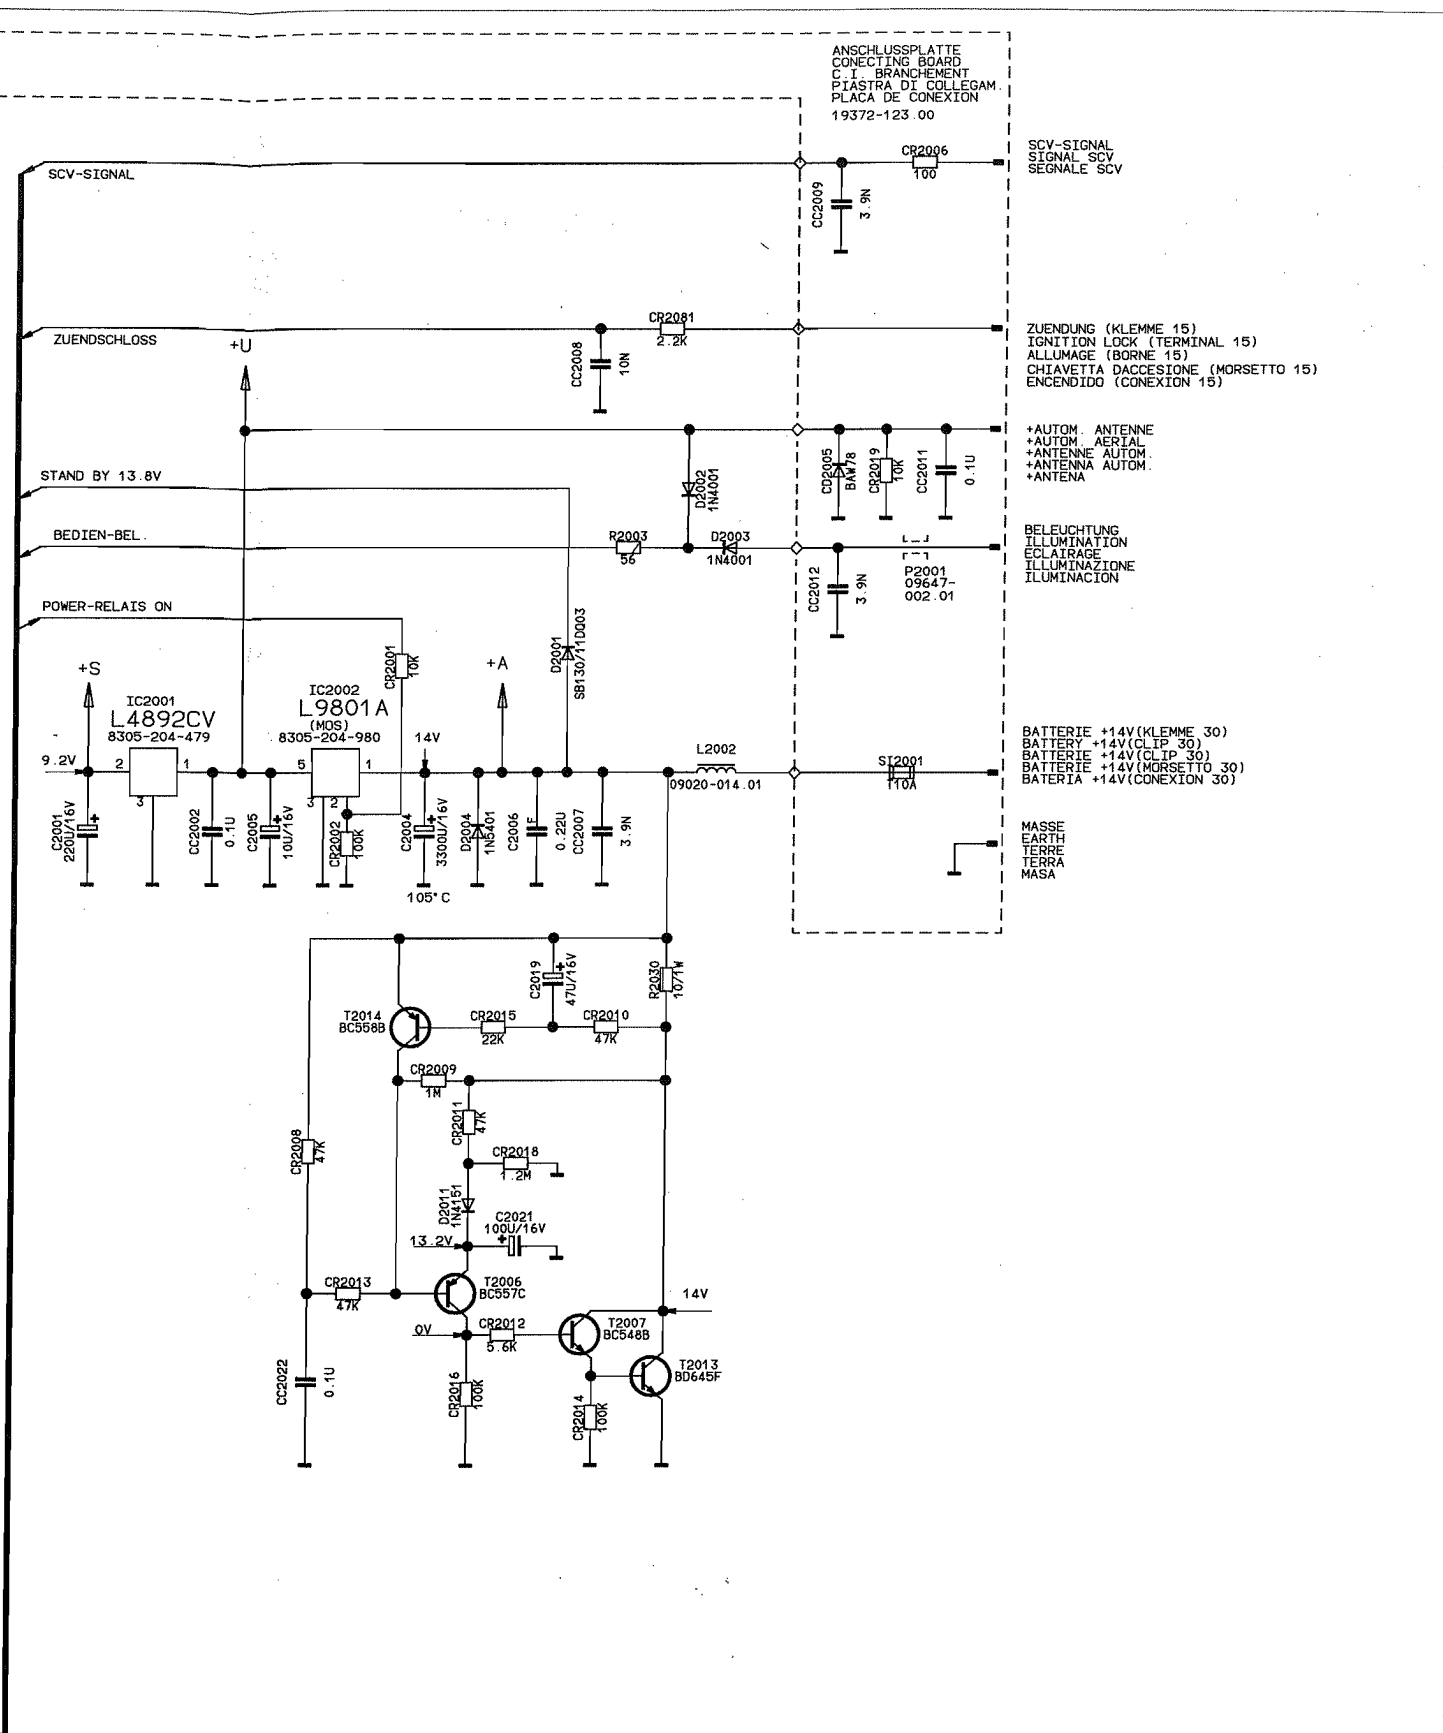 ANSCHLUSSPLATTE
CONECTING BOARD
C.I. BRANCHEMENT
PIASTRA DI COLLEGAM.
PLACA DE CONEXION
19372-123.00
SCV-SIGNAL
CR2006
100
CC2009
3.9N
SCV-SIGNAL
SIGNAL SCV
SEGNALE SCV
ZUENDSCHLOSS
+U
CR2081
2.2K
CC2008
10N
ZUENDUNG (KLEMME 15)
IGNITION LOCK (TERMINAL 15)
ALLUMAGE (BORNE 15)
CHIAVETTA DACCESIONE (MORSETTO 15)
ENCENDIDO (CONEXION 15)
D2002
1N4001
CD2005
BAW78
CR2019
10K
CC2011
0.1U
+AUTOM. ANTENNE
+AUTOM. AERIAL
+ANTENNE AUTOM.
+ANTENNA AUTOM.
+ANTENA
STAND BY 13.8V
BEDIEN-BEL.
R2003
56
D2003
1N4001
CC2012
3.9N
P2001
09647-
002.01
BELEUCHTUNG
ILLUMINATION
ECLAIRAGE
ILLUMINAZIONE
ILUMINACION
POWER-RELAIS ON
CR2001
10K
D2001
SB130/11DQ03
+S
+A
IC2001
L4892CV
8305-204-479
IC2002
L9801A
(MOS)
8305-204-980
9.2V
2
1
3
5
1
3
2
14V
L2002
09020-014.01
SI2001
T10A
C2001
220U/16V
+
CC2002
0.1U
C2005
10U/16V
+
CR2002
100K
C2004
3300U/16V
+
105°C
D2004
1N5401
C2006
F
0.22U
CC2007
3.9N
BATTERIE +14V(KLEMME 30)
BATTERY +14V(CLIP 30)
BATTERIE +14V(CLIP 30)
BATTERIE +14V(MORSETTO 30)
BATERIA +14V(CONEXION 30)
MASSE
EARTH
TERRE
TERRA
MASA
C2019
47U/16V
+
R2030
10/1W
T2014
BC558B
CR2015
22K
CR2010
47K
CR2009
1M
CR2011
47K
CR2008
47K
CR2018
1.2M
D2011
1N4151
C2021
100U/16V
+
13.2V
CR2013
47K
T2006
BC557C
14V
0V
CR2012
5.6K
T2007
BC548B
T2013
BD645F
CC2022
0.1U
CR2016
100K
CR2014
100K